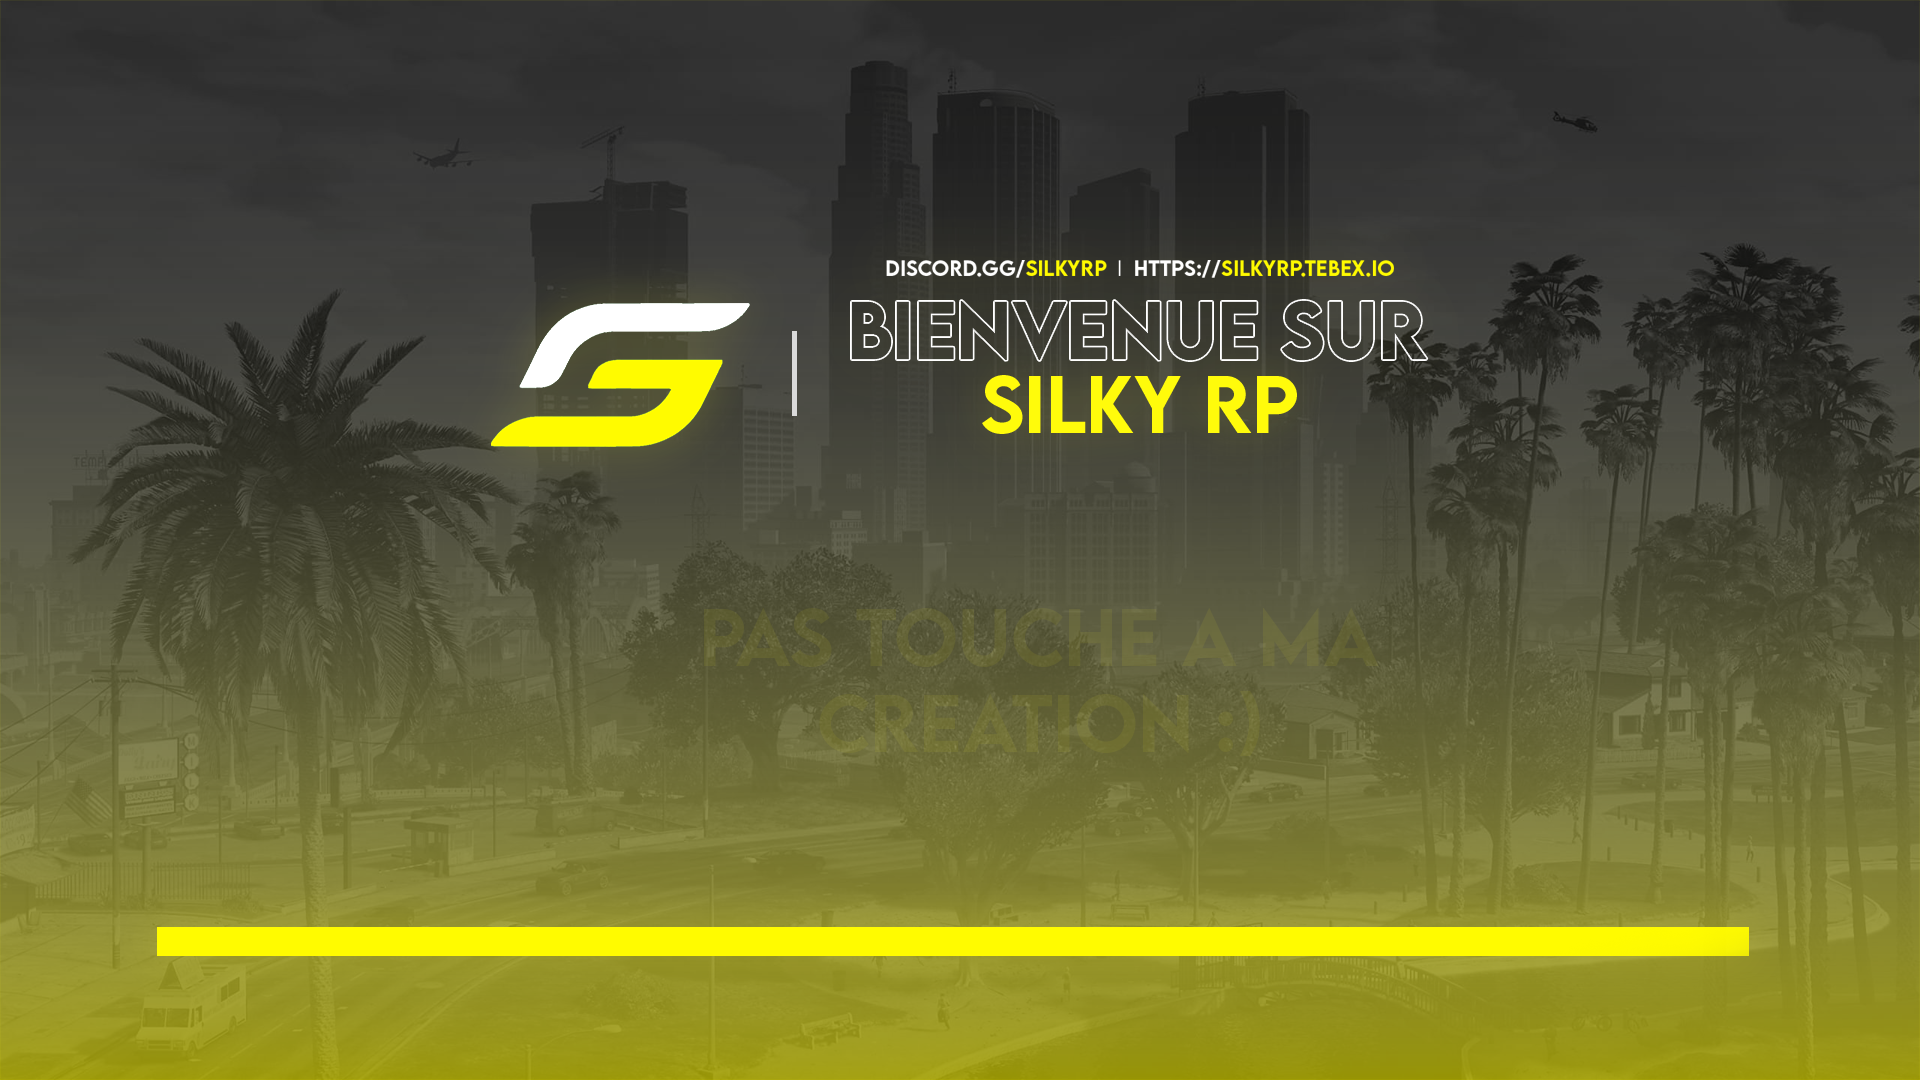 DISCORD.GG/SILKYRP | HTTPS://SILKYRP.TEBEX.IO
BIENVENUE SUR
SILKY RP
PAS TOUCHE A MA
CREATION :)